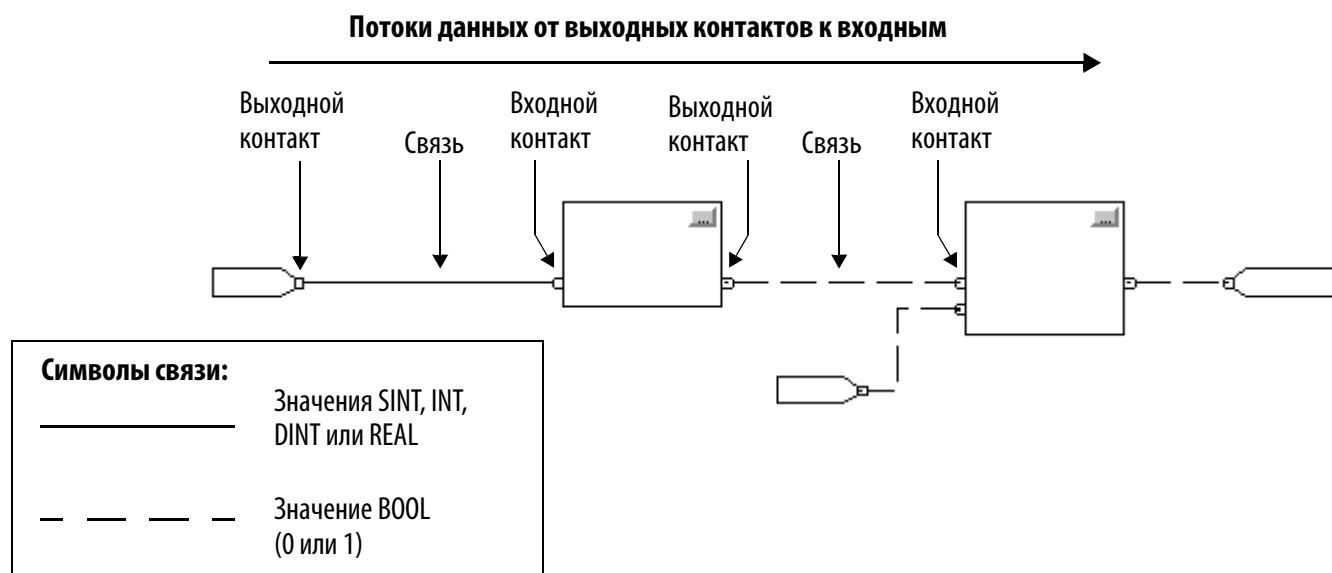 Потоки данных от выходных контактов к входным
Выходной
контакт
Связь
Входной
контакт
Выходной
контакт
Связь
Входной
контакт
...
...
Символы связи:
Значения SINT, INT,
DINT или REAL
Значение BOOL
(0 или 1)